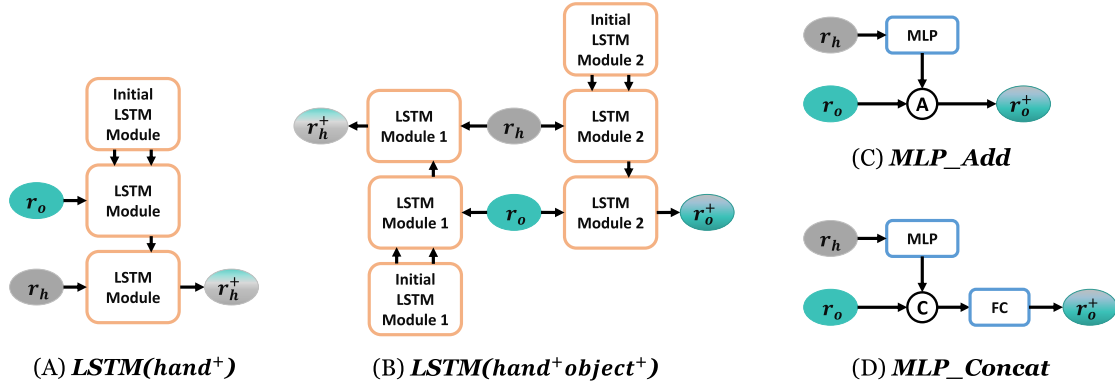 Initial
LSTM
Module
r_o
LSTM
Module
r_h
LSTM
Module
r_h^+
(A) LSTM(hand⁺)
Initial
LSTM
Module 2
r_h^+
LSTM
Module 1
r_h
LSTM
Module 2
LSTM
Module 1
r_o
LSTM
Module 2
r_o^+
Initial
LSTM
Module 1
(B) LSTM(hand⁺object⁺)
r_h
MLP
r_o
A
r_o^+
(C) MLP_Add
r_h
MLP
r_o
C
FC
r_o^+
(D) MLP_Concat